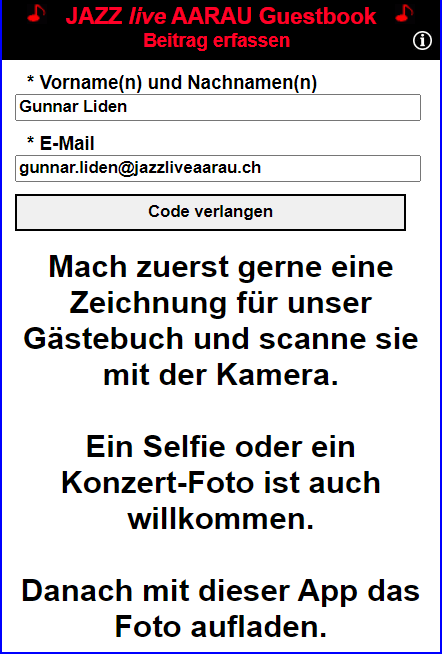 JAZZ live AARAU Guestbook
Beitrag erfassen
* Vorname(n) und Nachnamen(n)
Gunnar Liden
* E-Mail
gunnar.liden@jazzliveaarau.ch
Code verlangen
Mach zuerst gerne eine
Zeichnung für unser
Gästebuch und scanne sie
mit der Kamera.
Ein Selfie oder ein
Konzert-Foto ist auch
willkommen.
Danach mit dieser App das
Foto aufladen.